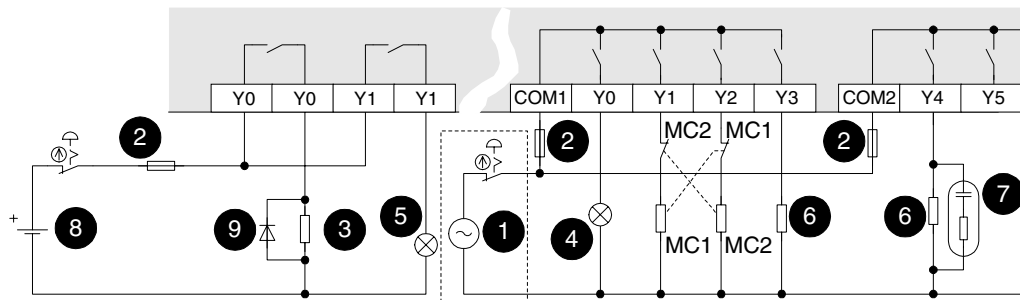 Y0 Y0 Y1 Y1 COM1 Y0 Y1 Y2 Y3 COM2 Y4 Y5
2 MC2 MC1 2 2
+ 8 9 3 5 1 4 MC1 MC2 6 6 7